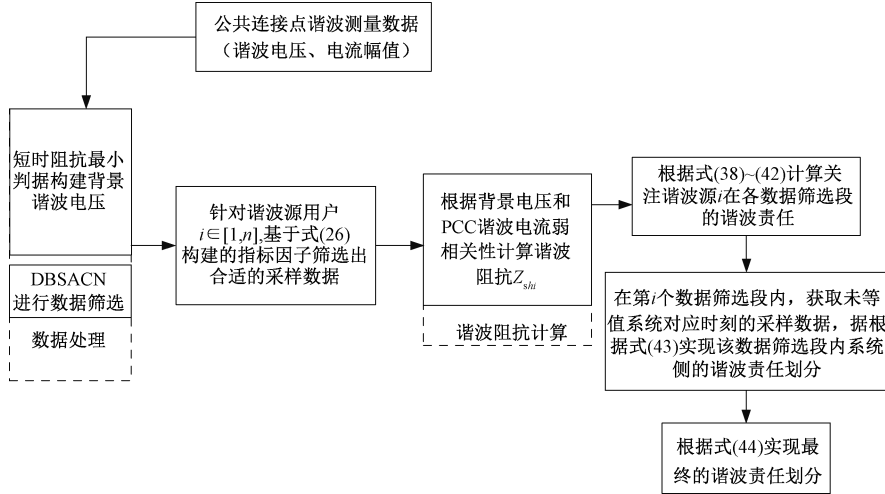 公共连接点谐波测量数据
（谐波电压、电流幅值）
短时阻抗最小
判据构建背景
谐波电压
DBSACN
进行数据筛选
数据处理
针对谐波源用户
i∈[1,n],基于式(26)
构建的指标因子筛选出
合适的采样数据
根据背景电压和
PCC谐波电流弱
相关性计算谐波
阻抗Zshi
谐波阻抗计算
根据式(38)~(42)计算关
注谐波源i在各数据筛选段
的谐波责任
在第i个数据筛选段内，获取未等
值系统对应时刻的采样数据，据根
据式(43)实现该数据筛选段内系统
侧的谐波责任划分
根据式(44)实现最
终的谐波责任划分